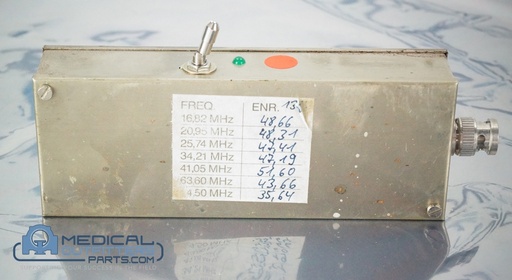 FREQ. ENR. 13
16,82 MHz 48,66
20,96 MHz 48,31
25,74 MHz 47,41
34,21 MHz 47,19
41,05 MHz 51,60
63,60 MHz 43,66
4,50 MHz 35,64
MEDICAL
PARTS.COM